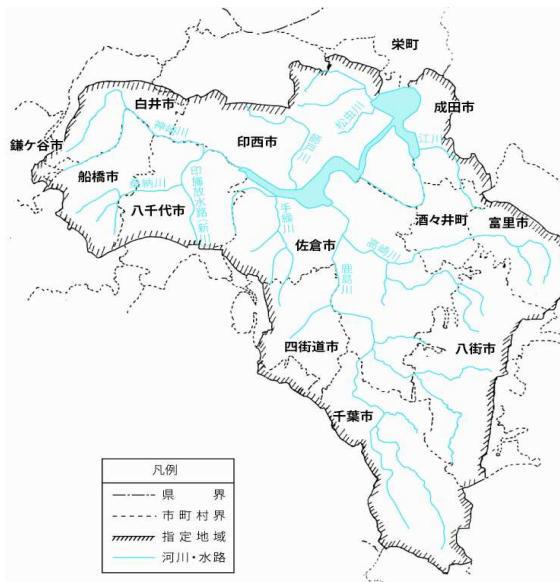 栄町
白井市
成田市
神崎川
松虫川
鎌ケ谷市
印西市
師戸川
江川
船橋市
桑納川
印旛放水路(新川)
八千代市
手繰川
酒々井町
富里市
佐倉市
高崎川
鹿島川
四街道市
八街市
千葉市
凡例
県界
市町村界
指定地域
河川・水路